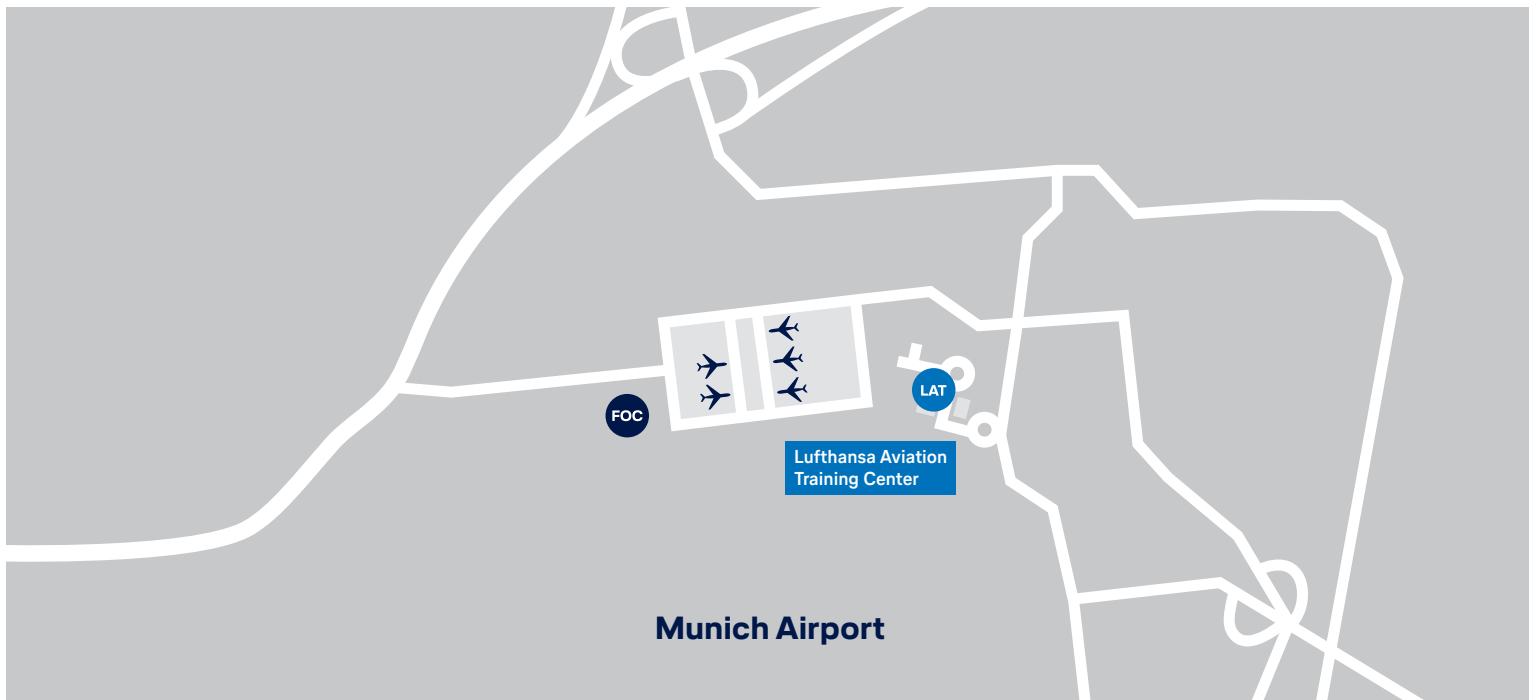 LAT
FOC
Lufthansa Aviation
Training Center
Munich Airport